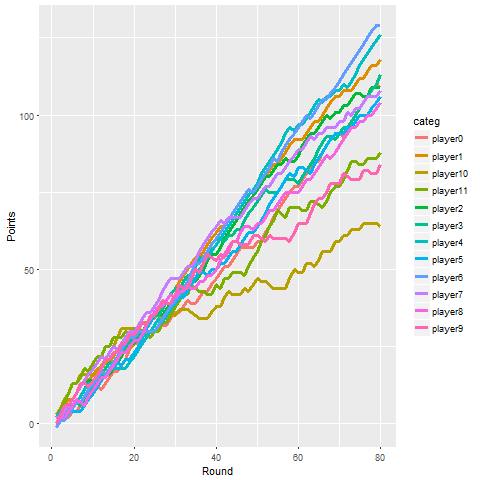 100
50
0
Points
0
20
40
60
80
Round
categ
player0
player1
player10
player11
player2
player3
player4
player5
player6
player7
player8
player9